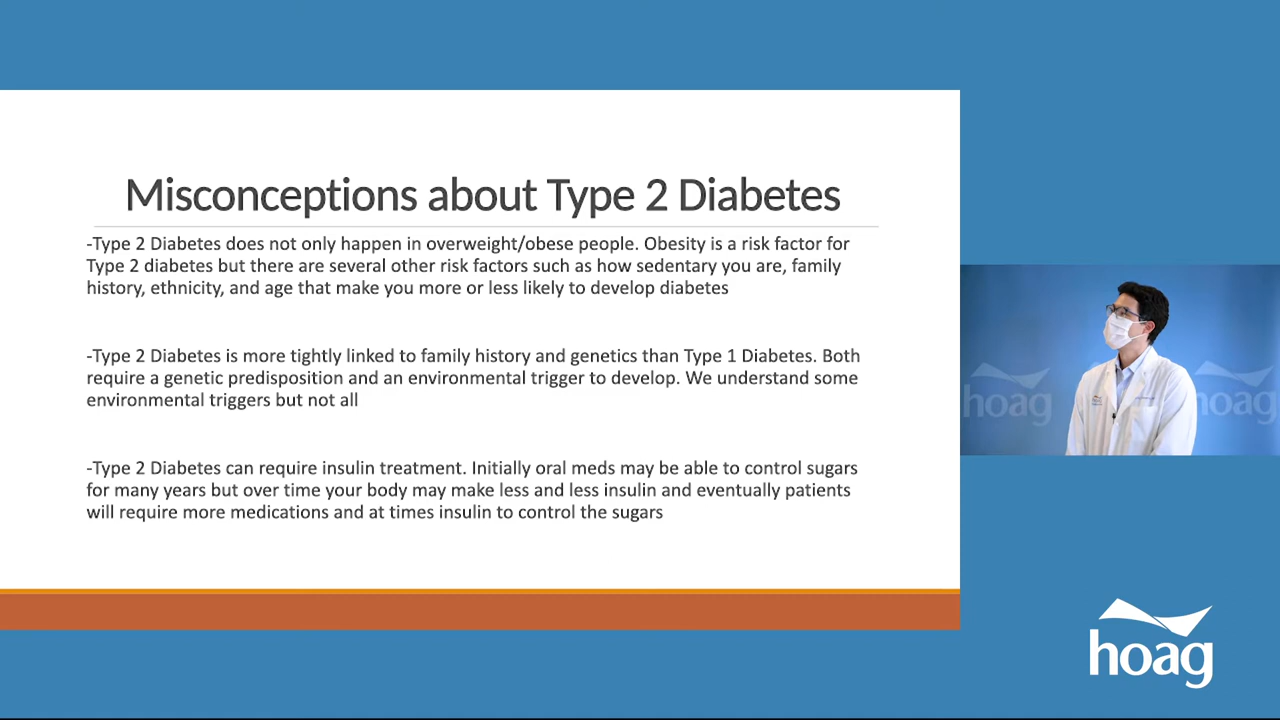 Misconceptions about Type 2 Diabetes
-Type 2 Diabetes does not only happen in overweight/obese people. Obesity is a risk factor for
Type 2 diabetes but there are several other risk factors such as how sedentary you are, family
history, ethnicity, and age that make you more or less likely to develop diabetes
-Type 2 Diabetes is more tightly linked to family history and genetics than Type 1 Diabetes. Both
require a genetic predisposition and an environmental trigger to develop. We understand some
environmental triggers but not all
-Type 2 Diabetes can require insulin treatment. Initially oral meds may be able to control sugars
for many years but over time your body may make less and less insulin and eventually patients
will require more medications and at times insulin to control the sugars
hoag
hoag
hoag